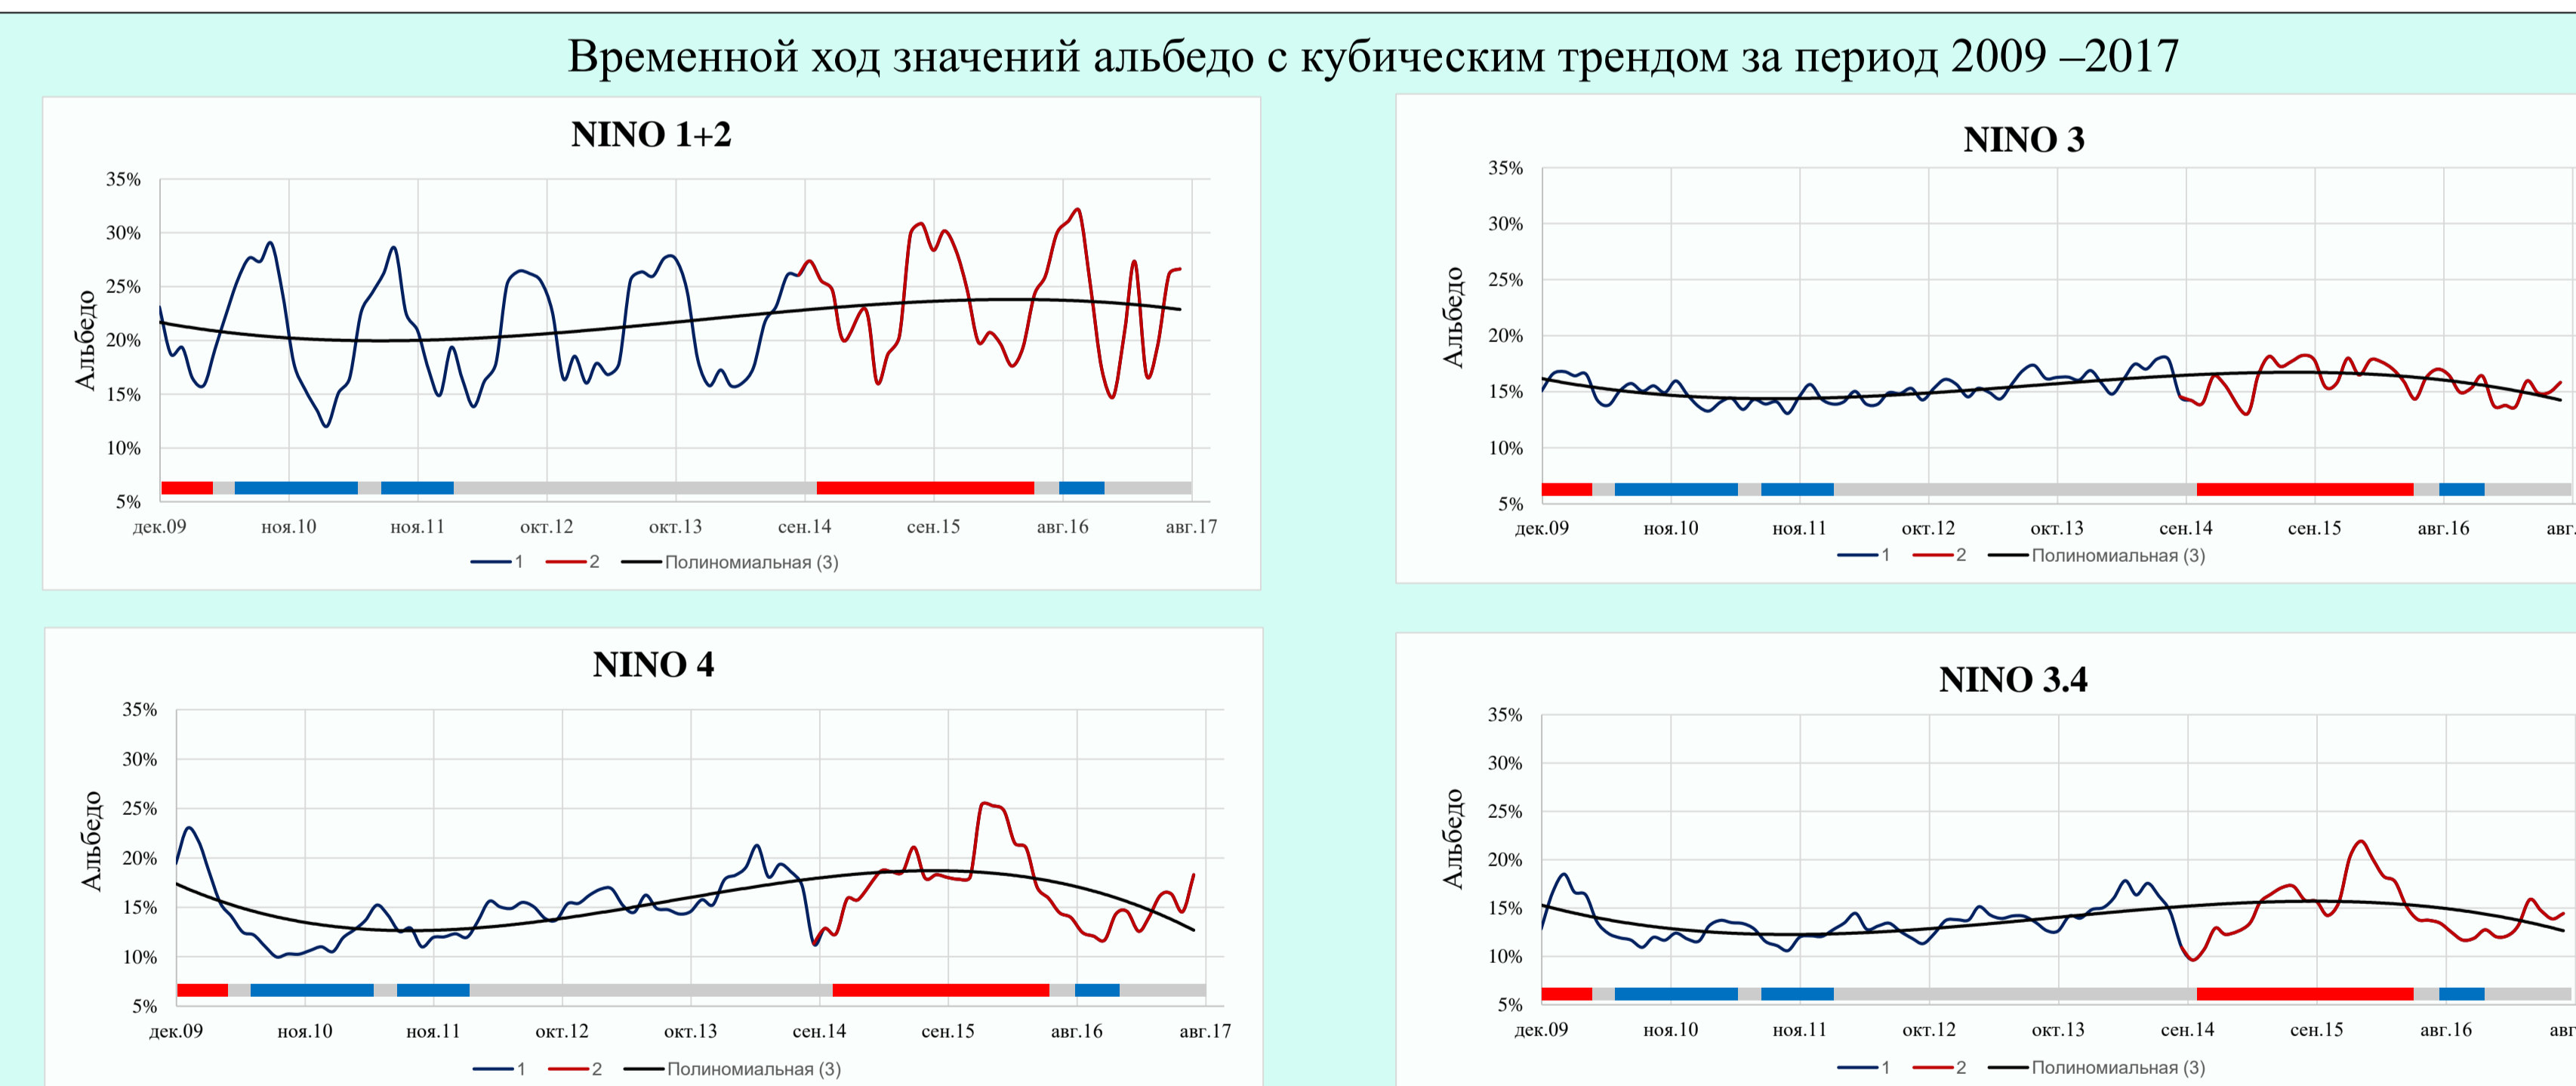 Временной ход значений альбедо с кубическим трендом за период 2009 –2017
NINO 1+2
Альбедо
35%
30%
25%
20%
15%
10%
5%
дек.09 ноя.10 ноя.11 окт.12 окт.13 сен.14 сен.15 авг.16 авг.17
1 2 Полиномиальная (3)
NINO 3
Альбедо
35%
30%
25%
20%
15%
10%
5%
дек.09 ноя.10 ноя.11 окт.12 окт.13 сен.14 сен.15 авг.16 авг.
1 2 Полиномиальная (3)
NINO 4
Альбедо
35%
30%
25%
20%
15%
10%
5%
дек.09 ноя.10 ноя.11 окт.12 окт.13 сен.14 сен.15 авг.16 авг.17
1 2 Полиномиальная (3)
NINO 3.4
Альбедо
35%
30%
25%
20%
15%
10%
5%
дек.09 ноя.10 ноя.11 окт.12 окт.13 сен.14 сен.15 авг.16 авг
1 2 Полиномиальная (3)